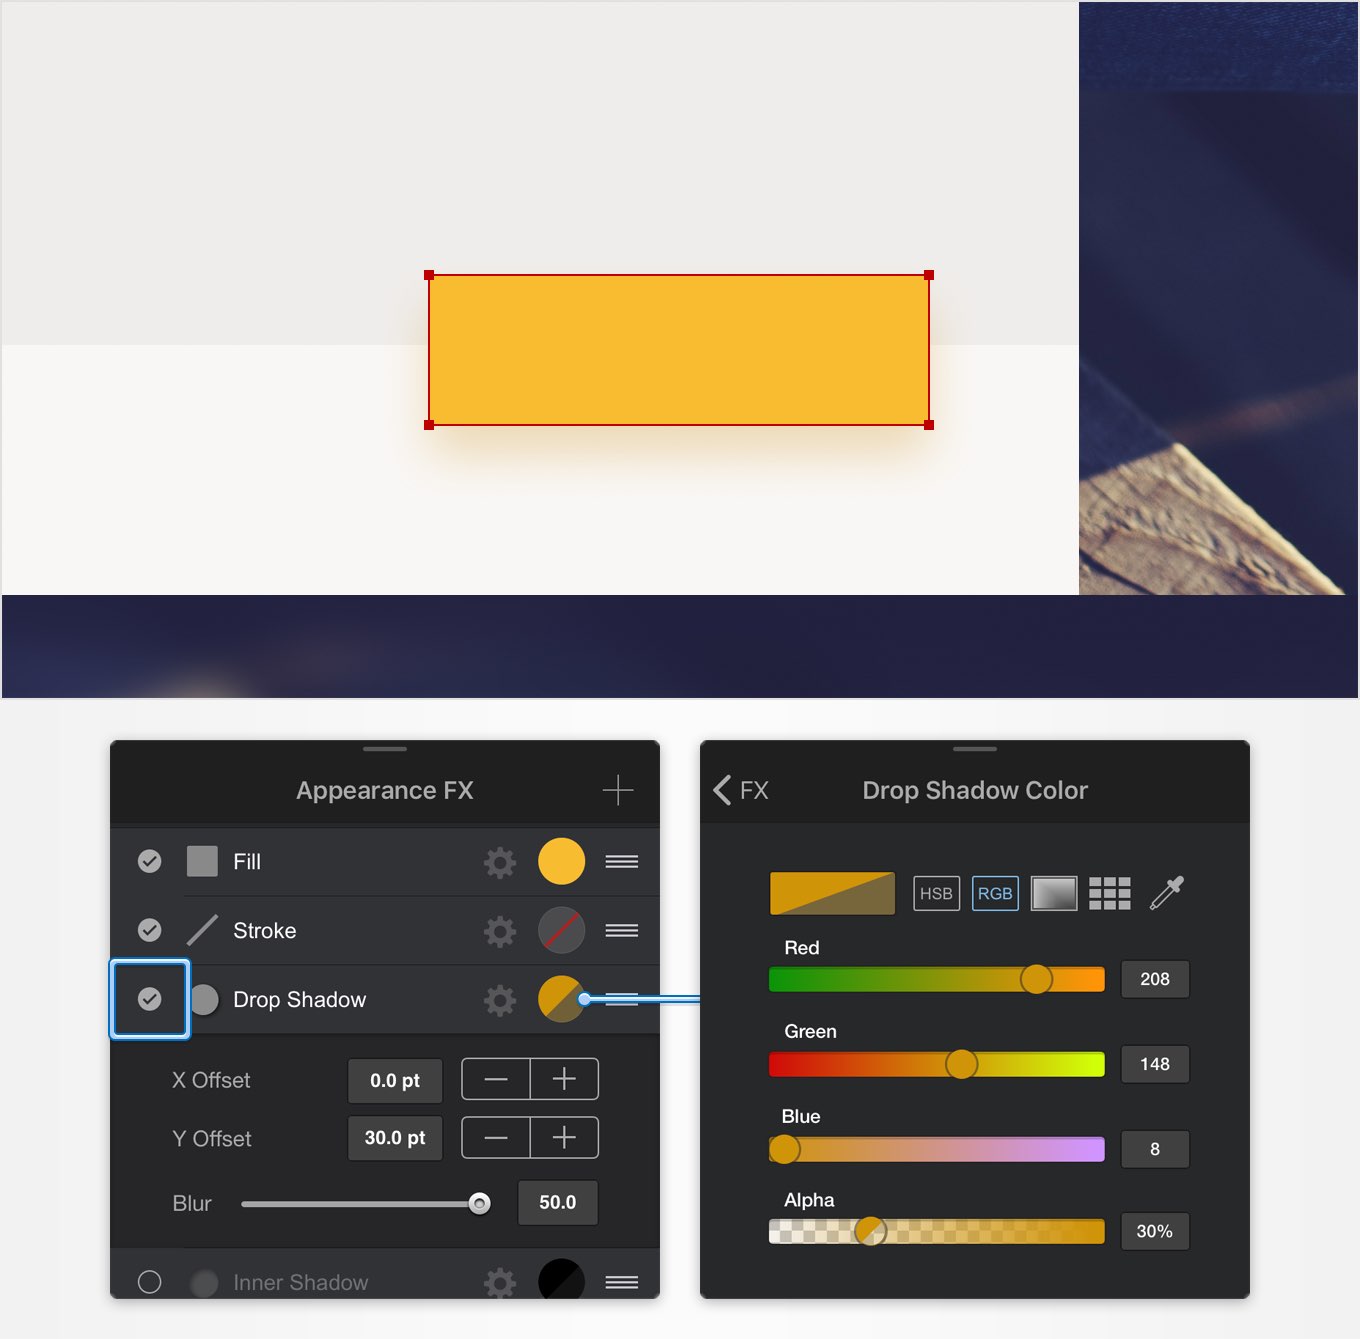 Appearance FX
Fill
Stroke
Drop Shadow
X Offset 0.0 pt
Y Offset 30.0 pt
Blur 50.0
Inner Shadow
FX Drop Shadow Color
HSB RGB
Red
208
Green
148
Blue
8
Alpha
30%